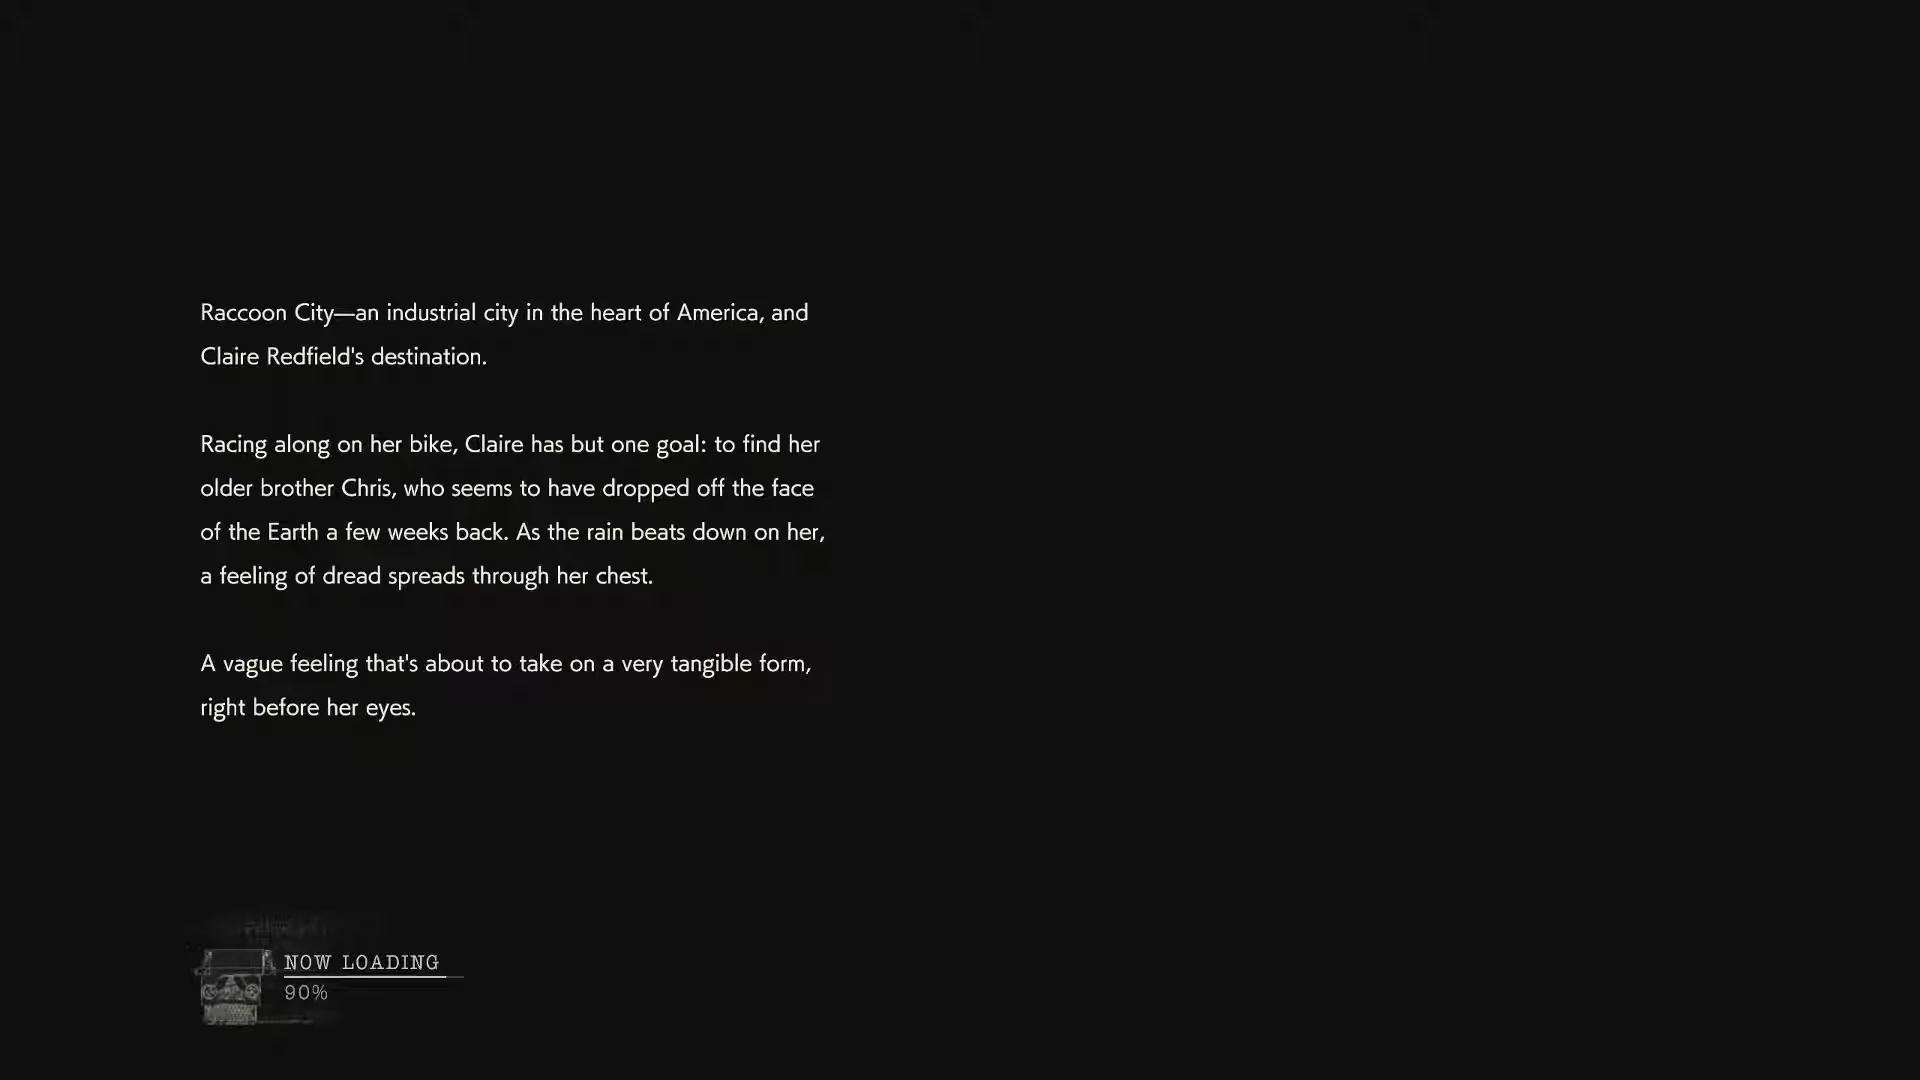 Raccoon City—an industrial city in the heart of America, and
Claire Redfield's destination.
Racing along on her bike, Claire has but one goal: to find her
older brother Chris, who seems to have dropped off the face
of the Earth a few weeks back. As the rain beats down on her,
a feeling of dread spreads through her chest.
A vague feeling that's about to take on a very tangible form,
right before her eyes.
NOW LOADING
90%